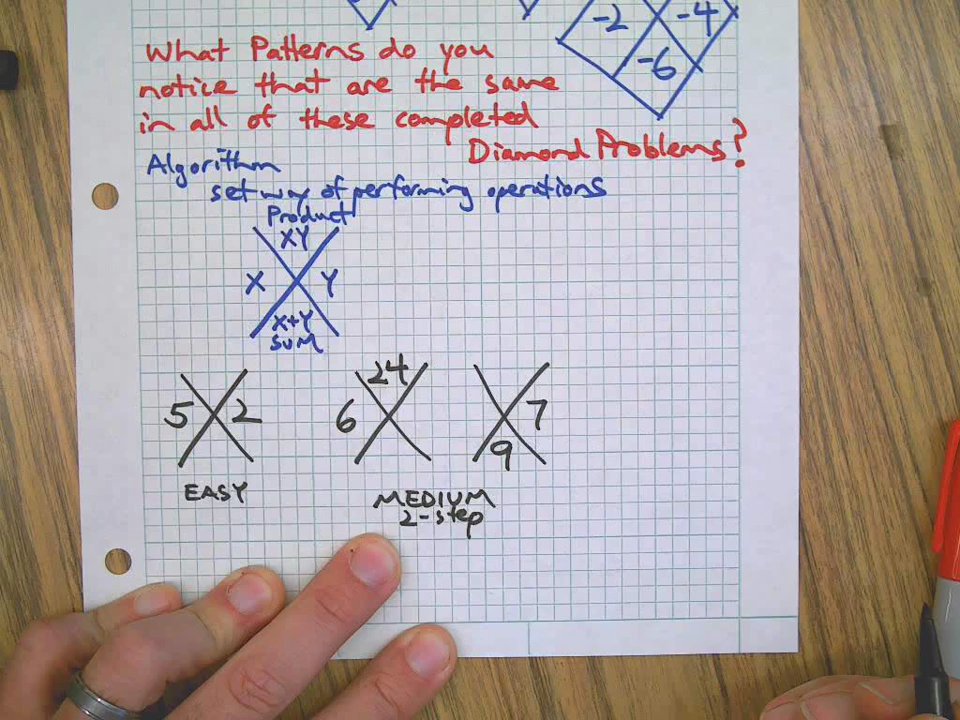 -2 -4
-6
What Patterns do you
notice that are the same
in all of these completed
Diamond Problems?
Algorithm
set way of performing operations
Product
XY
X Y
X+Y
SUM
5 2
24
6
7
9
EASY
MEDIUM
2-step